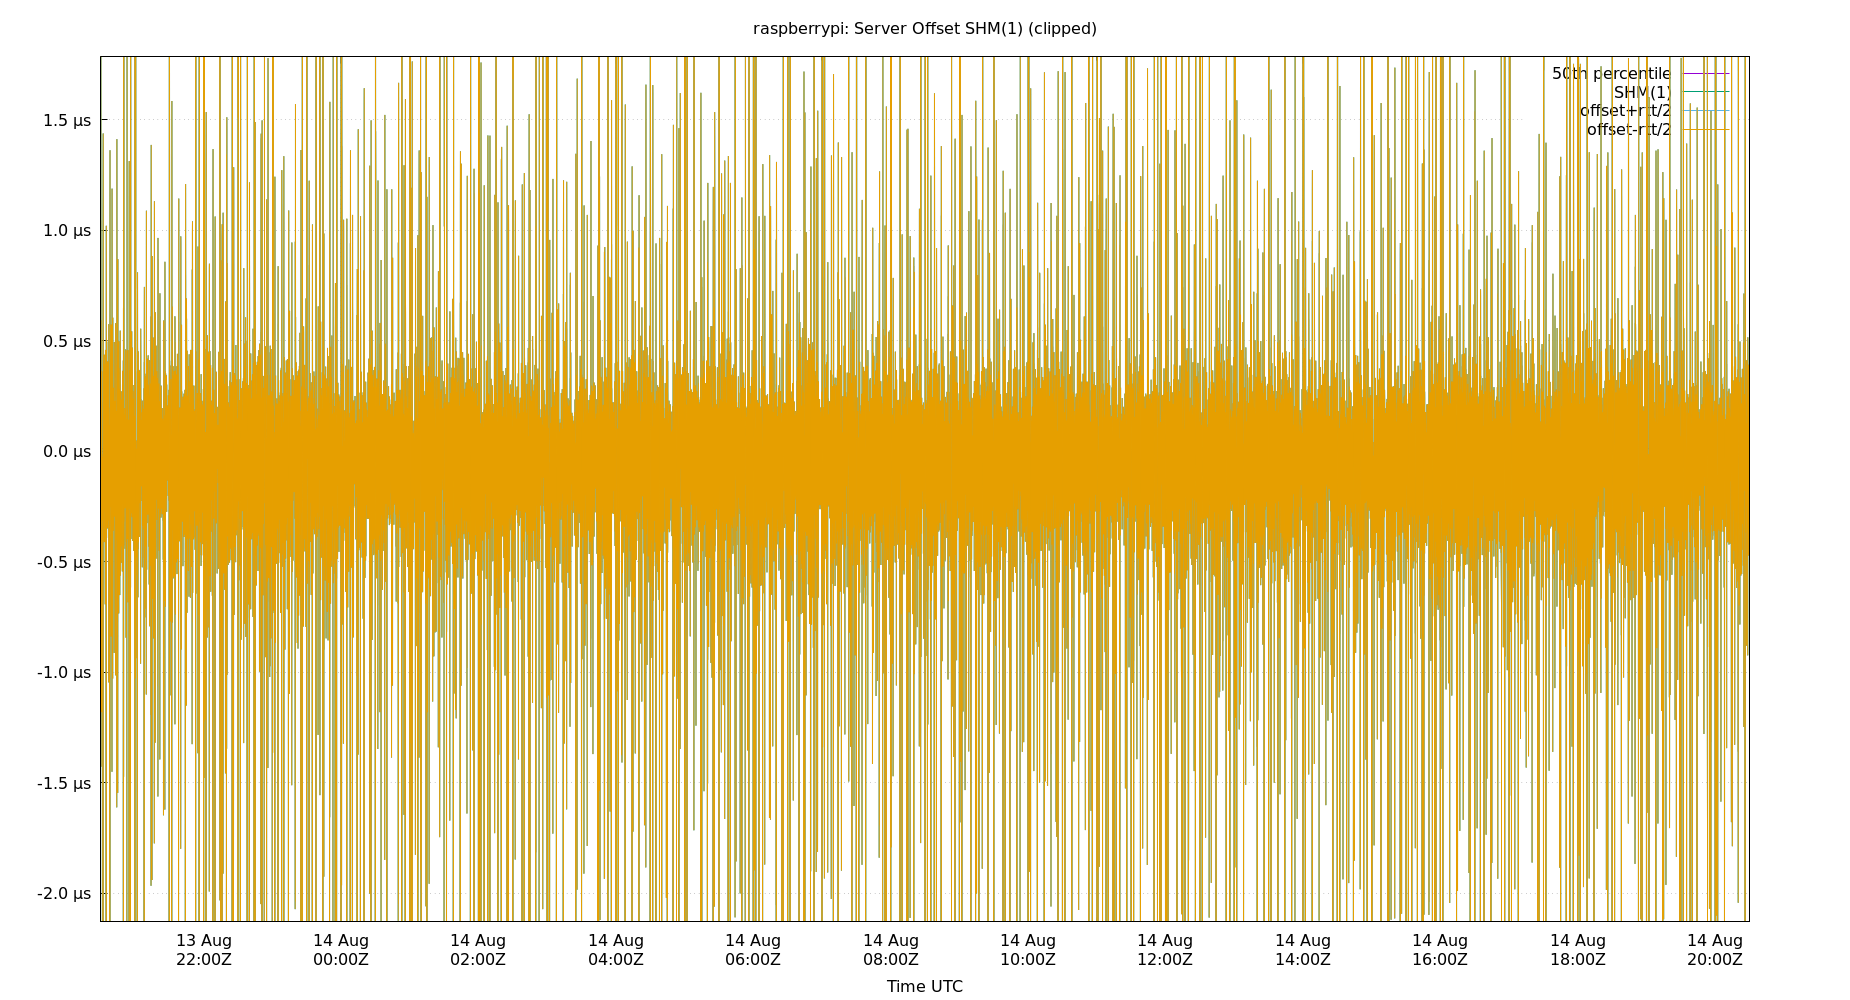 raspberrypi: Server Offset SHM(1) (clipped)
50th percentile
SHM(1)
offset+rtt/2
offset-rtt/2
1.5 µs
1.0 µs
0.5 µs
0.0 µs
-0.5 µs
-1.0 µs
-1.5 µs
-2.0 µs
13 Aug 14 Aug 14 Aug 14 Aug 14 Aug 14 Aug 14 Aug 14 Aug 14 Aug 14 Aug 14 Aug 14 Aug
22:00Z 00:00Z 02:00Z 04:00Z 06:00Z 08:00Z 10:00Z 12:00Z 14:00Z 16:00Z 18:00Z 20:00Z
Time UTC